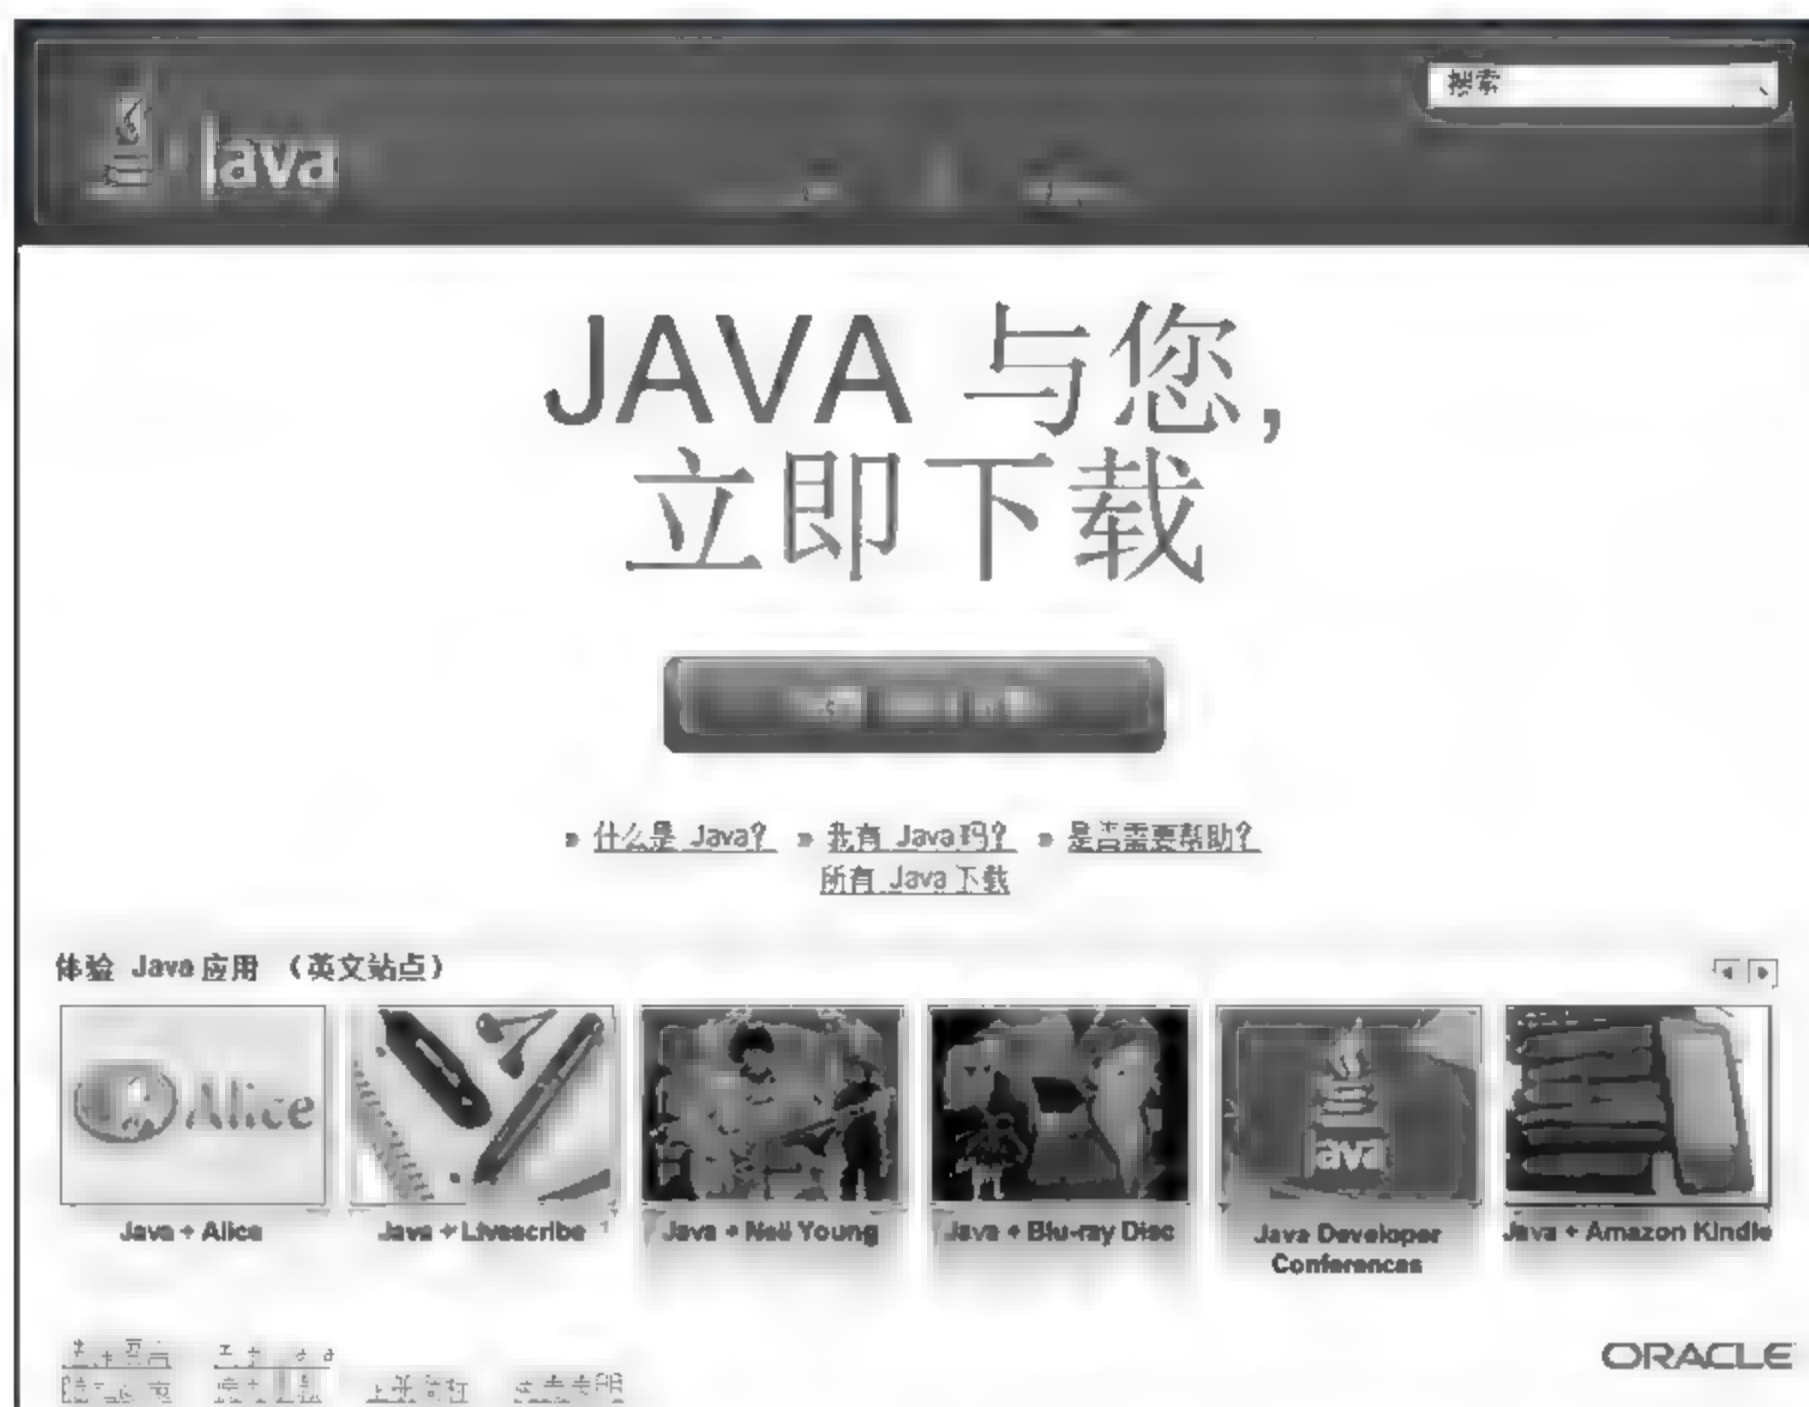 搜索
Java
JAVA 与您,
立即下载
» 什么是 Java? » 我有 Java 吗? » 是否需要帮助?
所有 Java 下载
体验 Java 应用 (英文站点)
Alice
Java
Java + Alice Java + Livescribe Java + Neil Young Java + Blu-ray Disc Java Developer Conferences Java + Amazon Kindle
ORACLE